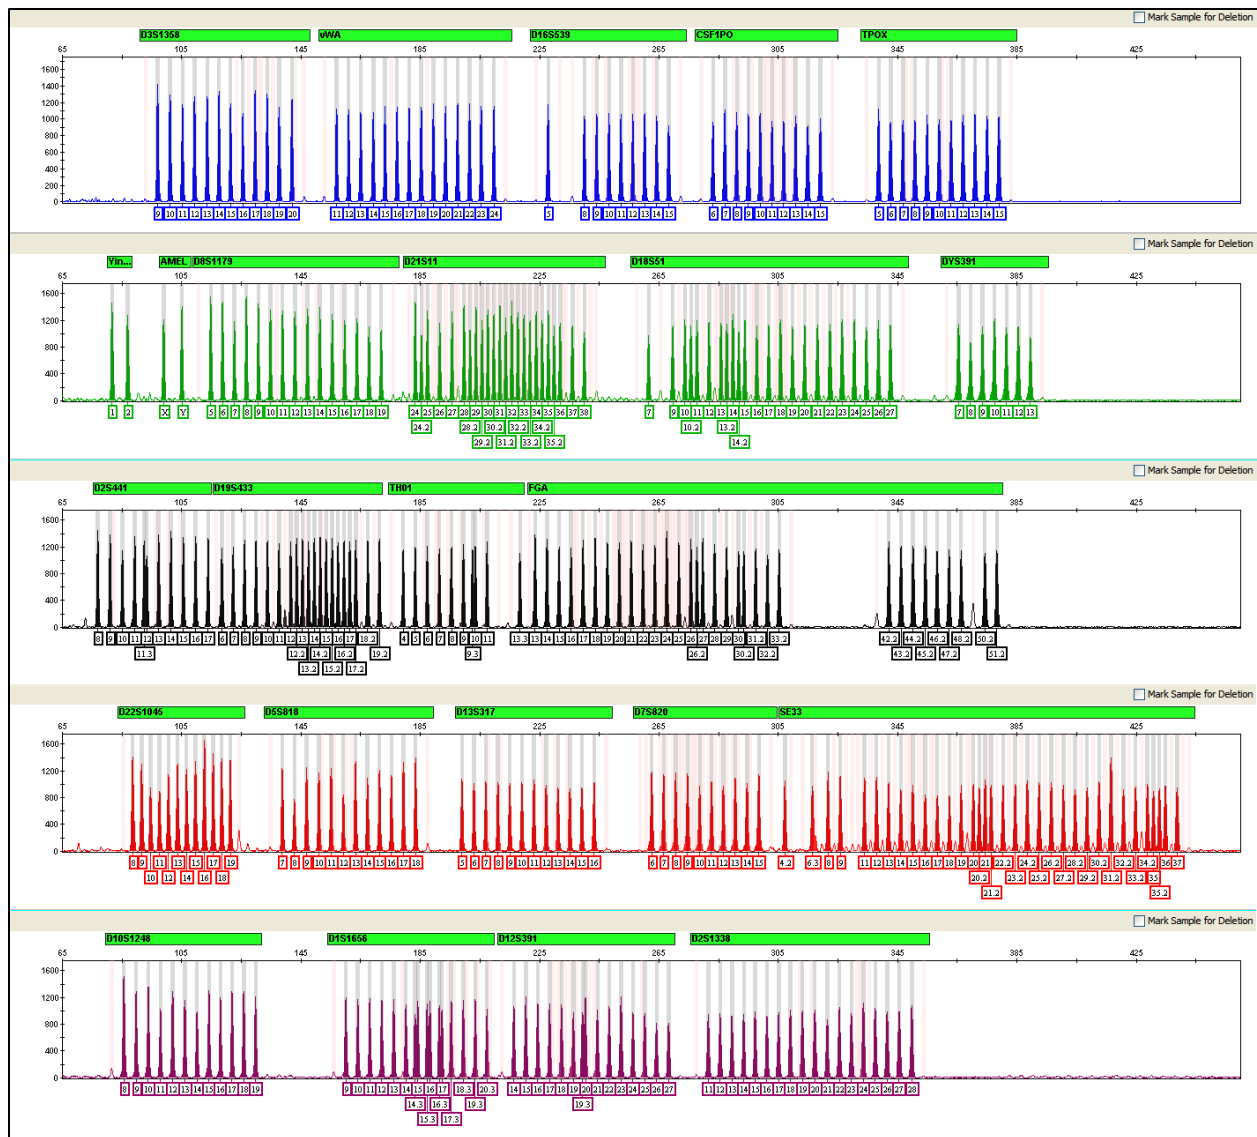 Mark Sample for Deletion
D3S1358 vWA D16S539 CSF1PO TPOX
65 105 145 185 225 265 305 345 385 425
1600
1400
1200
1000
800
600
400
200
0
9 10 11 12 13 14 15 16 17 18 19 20 11 12 13 14 15 16 17 18 19 20 21 22 23 24 5 8 9 10 11 12 13 14 15 6 7 8 9 10 11 12 13 14 15 5 6 7 8 9 10 11 12 13 14 15
Mark Sample for Deletion
Yin... AMEL D8S1179 D21S11 D18S51 DYS391
65 105 145 185 225 265 305 345 385 425
1600
1200
800
400
0
1 2 X Y 5 6 7 8 9 10 11 12 13 14 15 16 17 18 19 24 25 26 27 28 29 30 31 32 33 34 35 36 37 38 7 9 10 11 12 13 14 15 16 17 18 19 20 21 22 23 24 25 26 27 7 8 9 10 11 12 13
24.2 28.2 30.2 32.2 34.2 10.2 13.2
29.2 31.2 33.2 35.2 14.2
Mark Sample for Deletion
D2S441 D19S433 TH01 FGA
65 105 145 185 225 265 305 345 385 425
1600
1200
800
400
0
8 9 10 11 12 13 14 15 16 17 6 7 8 9 10 11 12 13 14 15 16 17 18.2 4 5 6 7 8 9 10 11 13.3 13 14 15 16 17 18 19 20 21 22 23 24 25 26 27 28 29 30 31.2 33.2 42.2 44.2 46.2 48.2 50.2
11.3 12.2 14.2 16.2 19.2 9.3 26.2 30.2 32.2 43.2 45.2 47.2 51.2
13.2 15.2 17.2
Mark Sample for Deletion
D22S1045 D5S818 D13S317 D7S820 SE33
65 105 145 185 225 265 305 345 385 425
1600
1200
800
400
0
8 9 11 13 15 17 19 7 8 9 10 11 12 13 14 15 16 17 18 5 6 7 8 9 10 11 12 13 14 15 16 6 7 8 9 10 11 12 13 14 15 4.2 6.3 8 9 11 12 13 14 15 16 17 18 19 20 21 22.2 24.2 26.2 28.2 30.2 32.2 34.2 36 37
10 12 14 16 18 20.2 23.2 25.2 27.2 29.2 31.2 33.2 35
21.2 35.2
Mark Sample for Deletion
D10S1248 D1S1656 D12S391 D2S1338
65 105 145 185 225 265 305 345 385 425
1600
1200
800
400
0
8 9 10 11 12 13 14 15 16 17 18 19 9 10 11 12 13 14 15 16 17 18.3 20.3 14 15 16 17 18 19 20 21 22 23 24 25 26 27 11 12 13 14 15 16 17 18 19 20 21 22 23 24 25 26 27 28
14.3 16.3 19.3 19.3
15.3 17.3